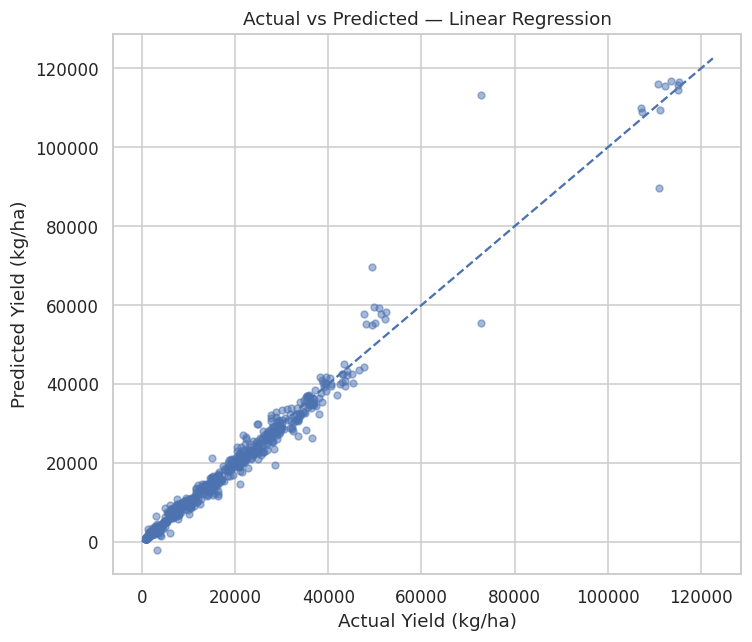 Actual vs Predicted — Linear Regression
120000
100000
80000
60000
40000
20000
0
Predicted Yield (kg/ha)
0 20000 40000 60000 80000 100000 120000
Actual Yield (kg/ha)